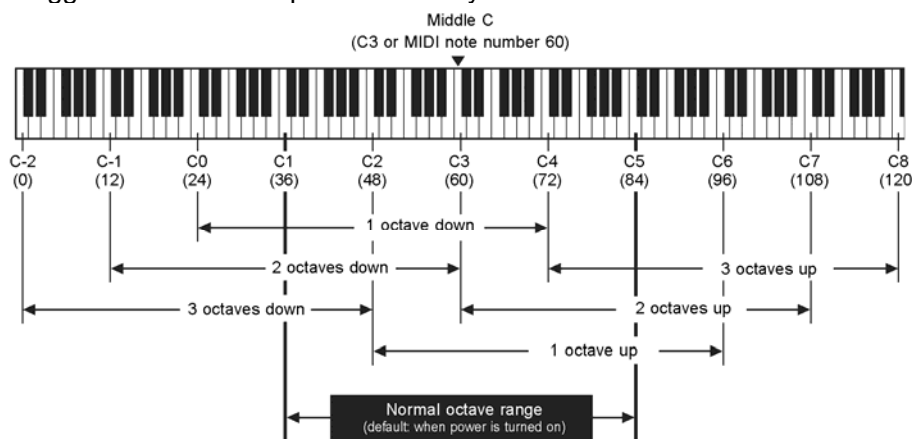 Middle C
(C3 or MIDI note number 60)
C-2 C-1 C0 C1 C2 C3 C4 C5 C6 C7 C8
(0) (12) (24) (36) (48) (60) (72) (84) (96) (108) (120
1 octave down
2 octaves down 3 octaves up
3 octaves down 2 octaves up
1 octave up
Normal octave range
(default: when power is turned on)